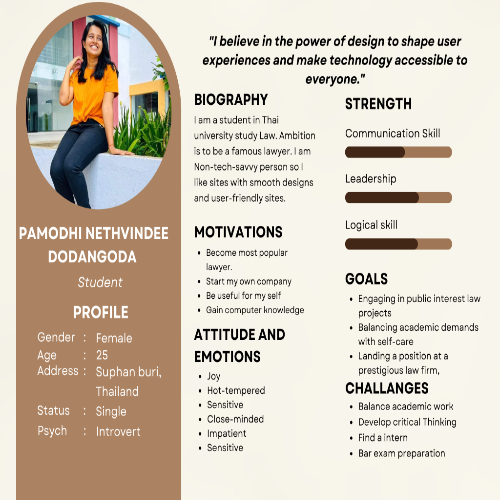 "I believe in the power of design to shape user
experiences and make technology accessible to
everyone."
PAMODHI NETHVINDEE
DODANGODA
Student
PROFILE
Gender : Female
Age : 25
Address : Suphan buri,
Thailand
Status : Single
Psych : Introvert
BIOGRAPHY
I am a student in Thai
university study Law. Ambition
is to be a famous lawyer. I am
Non-tech-savvy person so I
like sites with smooth designs
and user-friendly sites.
MOTIVATIONS
• Become most popular
lawyer.
• Start my own company
• Be useful for my self
• Gain computer knowledge
ATTITUDE AND
EMOTIONS
• Joy
• Hot-tempered
• Sensitive
• Close-minded
• Impatient
• Sensitive
STRENGTH
Communication Skill
Leadership
Logical skill
GOALS
• Engaging in public interest law
projects
• Balancing academic demands
with self-care
• Landing a position at a
prestigious law firm,
CHALLANGES
• Balance academic work
• Develop critical Thinking
• Find a intern
• Bar exam preparation